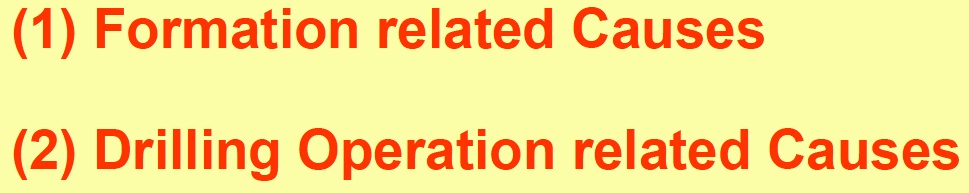 (1) Formation related Causes
(2) Drilling Operation related Causes